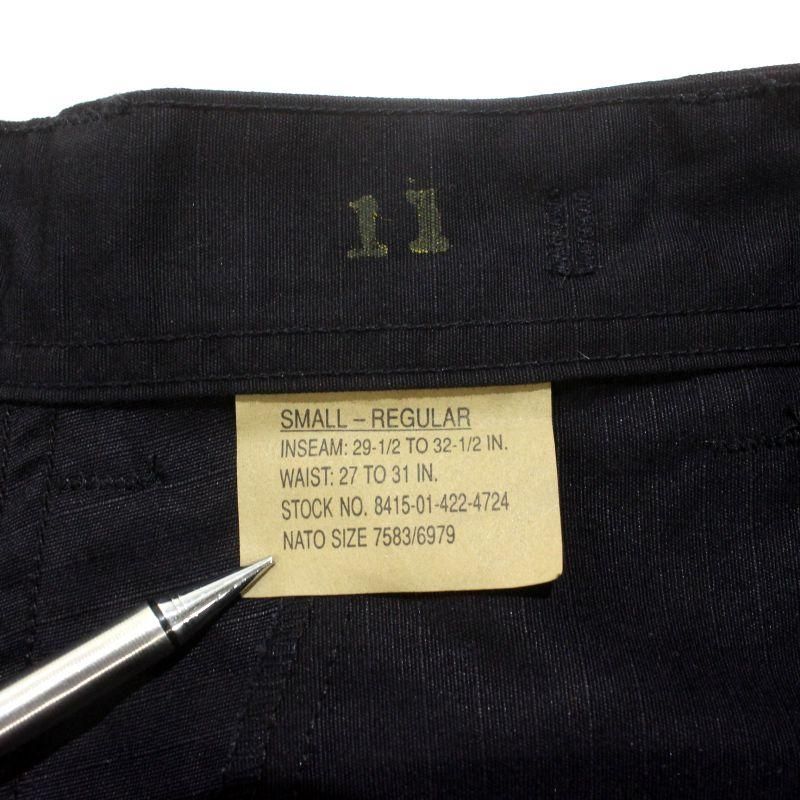 11
SMALL – REGULAR
INSEAM: 29-1/2 TO 32-1/2 IN.
WAIST: 27 TO 31 IN.
STOCK NO. 8415-01-422-4724
NATO SIZE 7583/6979